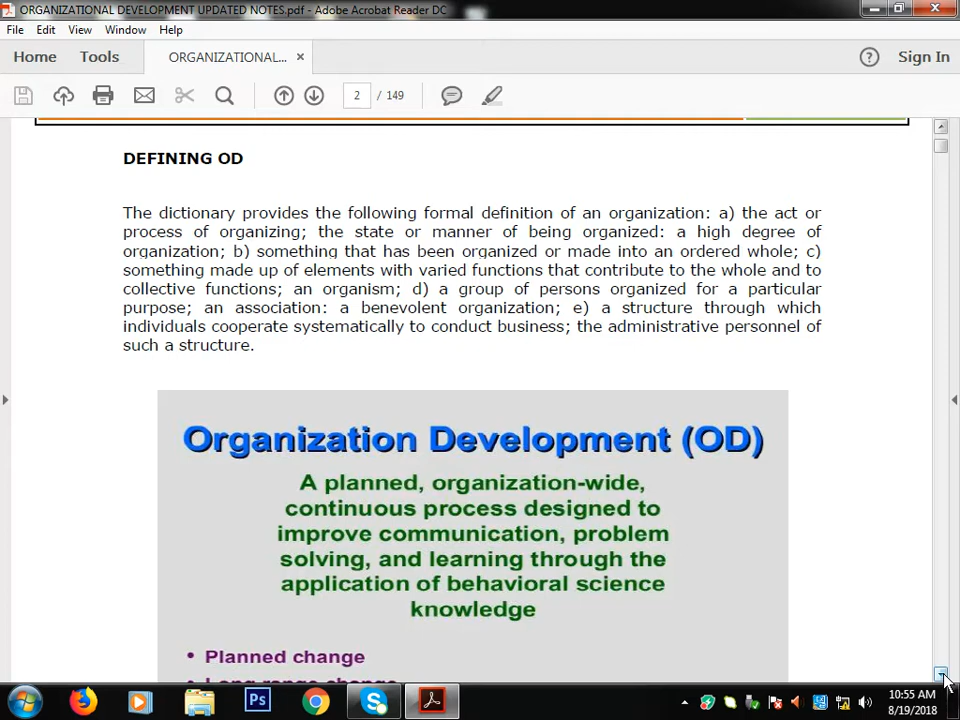 ORGANIZATIONAL DEVELOPMENT UPDATED NOTES.pdf - Adobe Acrobat Reader DC
File Edit View Window Help
Home Tools ORGANIZATIONAL... × Sign In
2 / 149
DEFINING OD
The dictionary provides the following formal definition of an organization: a) the act or
process of organizing; the state or manner of being organized: a high degree of
organization; b) something that has been organized or made into an ordered whole; c)
something made up of elements with varied functions that contribute to the whole and to
collective functions; an organism; d) a group of persons organized for a particular
purpose; an association: a benevolent organization; e) a structure through which
individuals cooperate systematically to conduct business; the administrative personnel of
such a structure.
Organization Development (OD)
A planned, organization-wide,
continuous process designed to
improve communication, problem
solving, and learning through the
application of behavioral science
knowledge
• Planned change
• Long range change
Ps
10:55 AM
8/19/2018